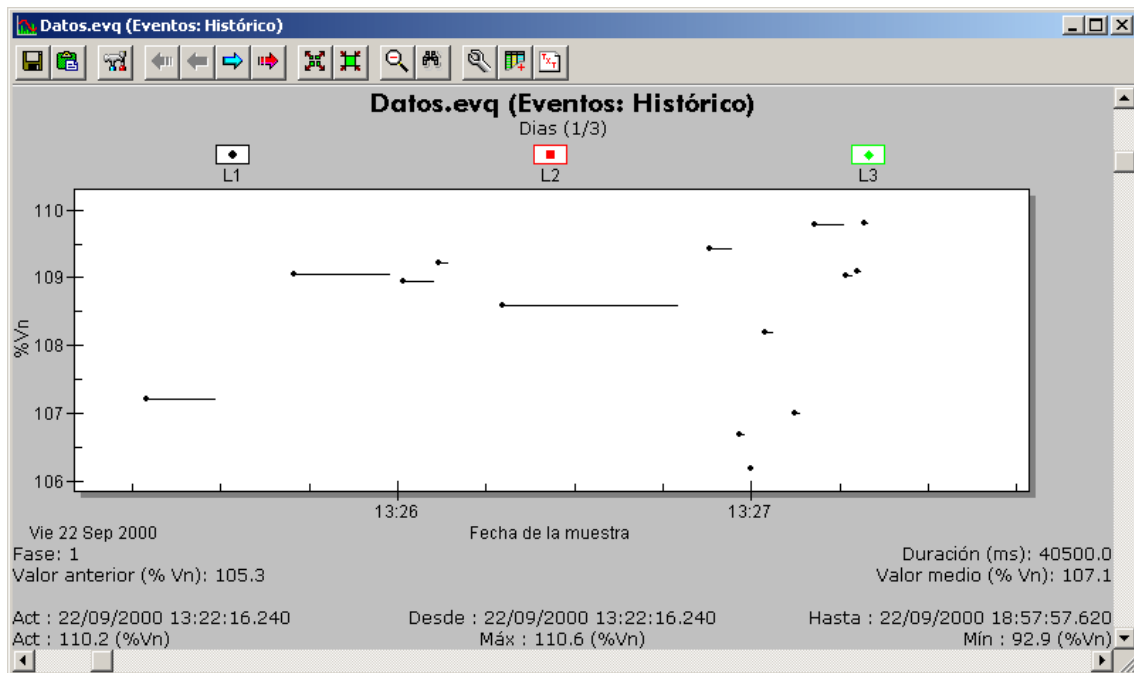 Datos.evq (Eventos: Histórico)
TXT
Datos.evq (Eventos: Histórico)
Dias (1/3)
L1
L2
L3
110
109
108
107
106
%Vn
13:26
13:27
Vie 22 Sep 2000
Fecha de la muestra
Fase: 1
Duración (ms): 40500.0
Valor anterior (% Vn): 105.3
Valor medio (% Vn): 107.1
Act : 22/09/2000 13:22:16.240
Desde : 22/09/2000 13:22:16.240
Hasta : 22/09/2000 18:57:57.620
Act : 110.2 (%Vn)
Máx : 110.6 (%Vn)
Mín : 92.9 (%Vn)